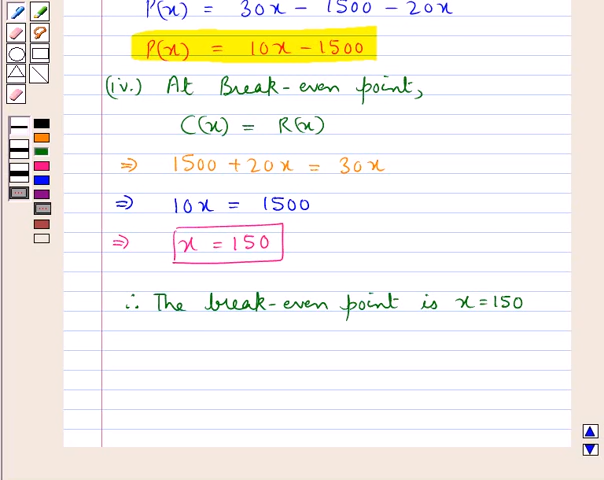 P(x) = 30x - 1500 - 20x
P(x) = 10x - 1500
(iv.) At Break-even point,
C(x) = R(x)
⇒ 1500 + 20x = 30x
⇒ 10x = 1500
⇒ x = 150
∴ The break-even point is x = 150